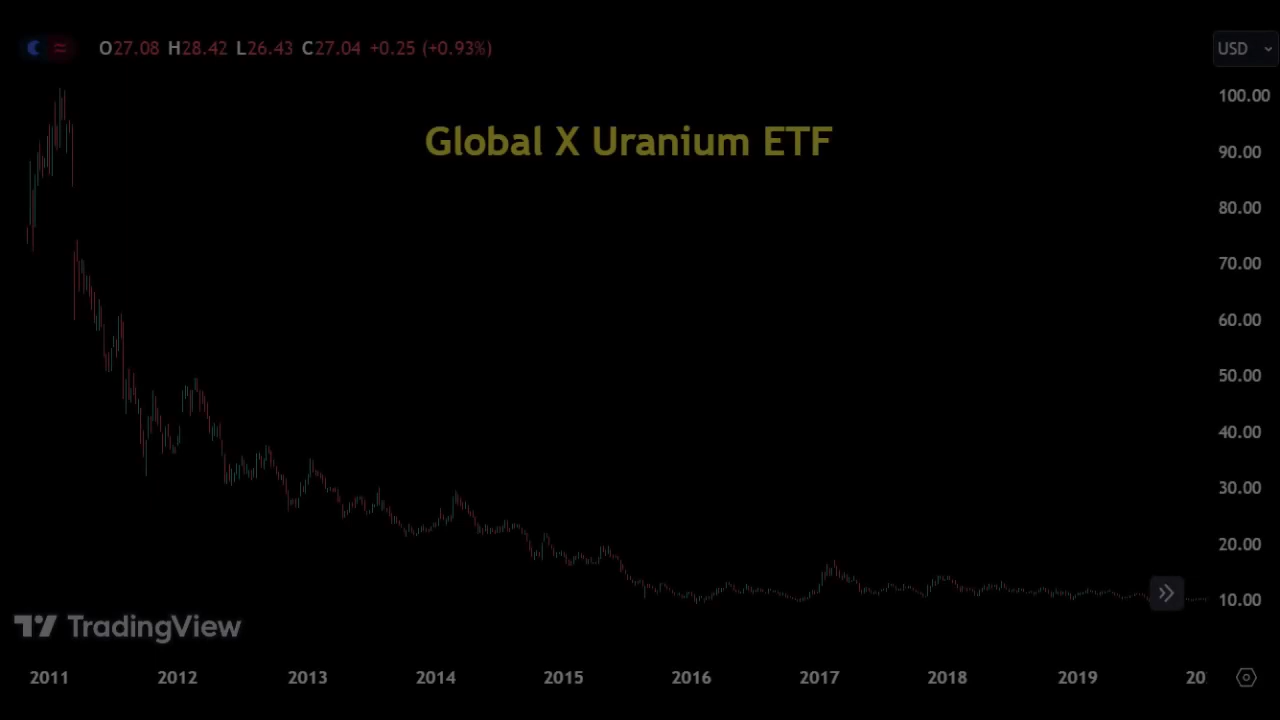 O27.08 H28.42 L26.43 C27.04 +0.25 (+0.93%)
USD
Global X Uranium ETF
100.00
90.00
80.00
70.00
60.00
50.00
40.00
30.00
20.00
10.00
TradingView
2011 2012 2013 2014 2015 2016 2017 2018 2019 20